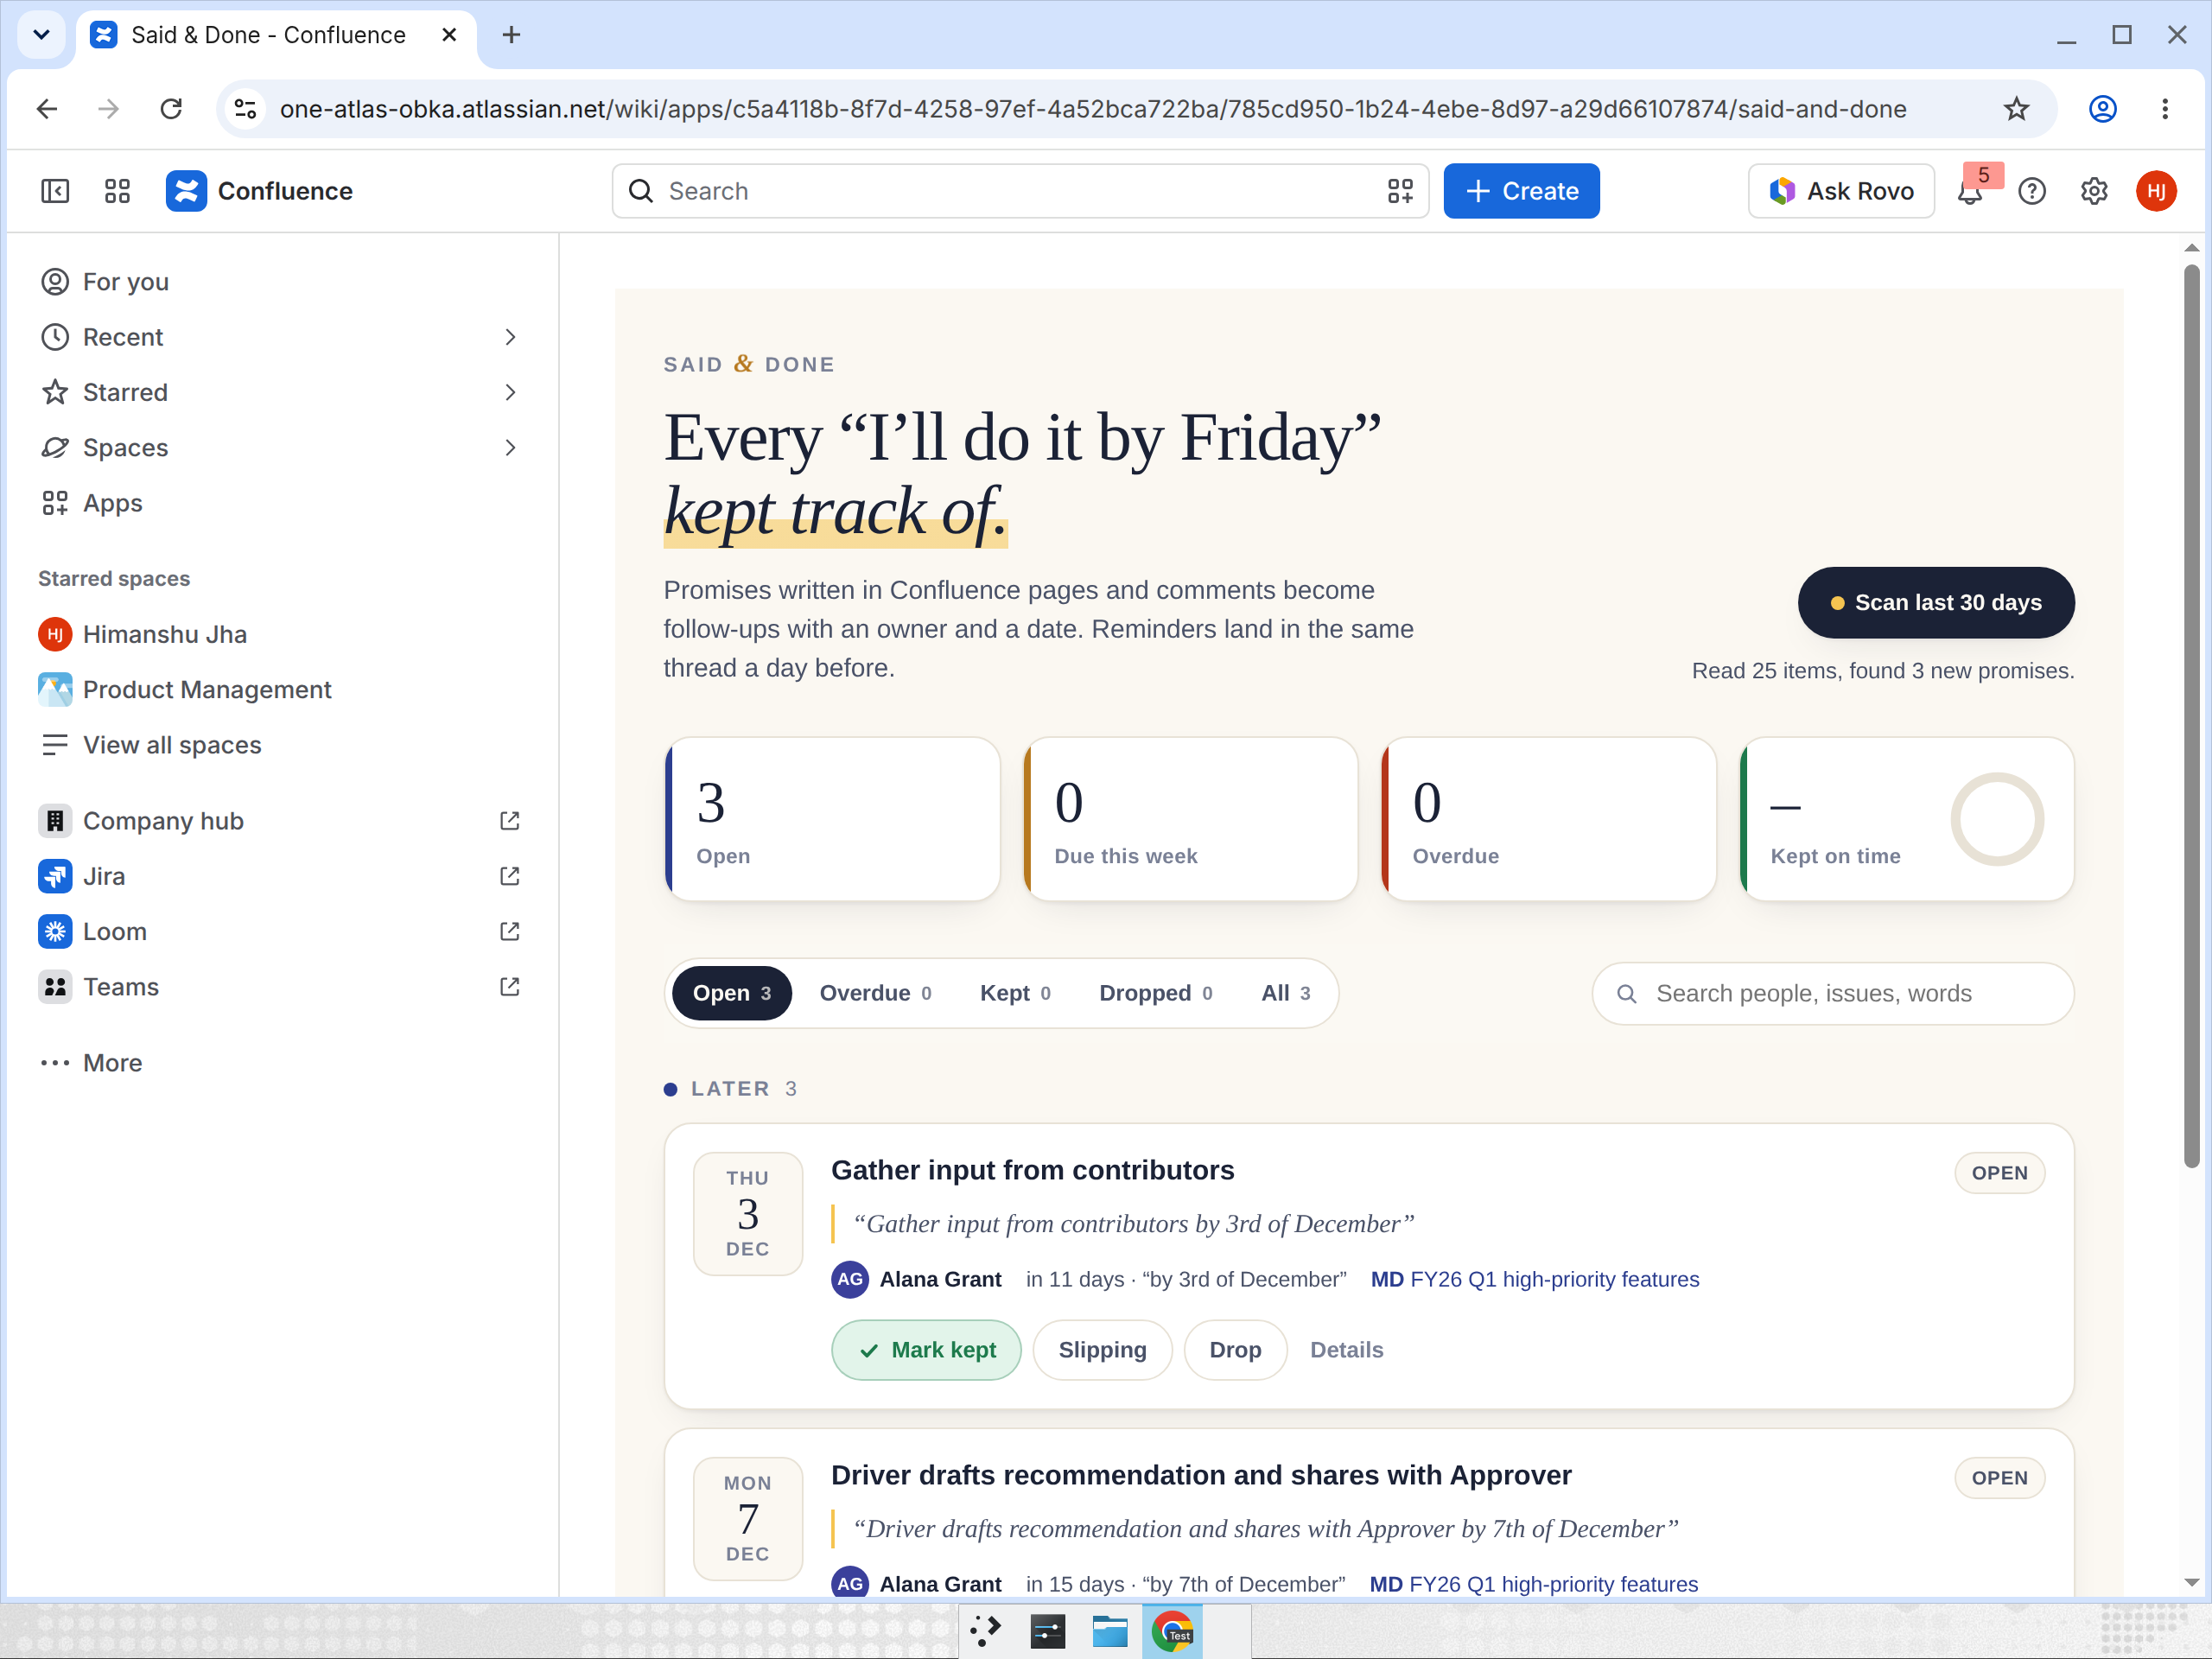 Said & Done - Confluence
one-atlas-obka.atlassian.net/wiki/apps/c5a4118b-8f7d-4258-97ef-4a52bca722ba/785cd950-1b24-4ebe-8d97-a29d66107874/said-and-done
Confluence
Search
Create
Ask Rovo
5
HJ
For you
Recent
Starred
Spaces
Apps
Starred spaces
HJ Himanshu Jha
Product Management
View all spaces
Company hub
Jira
Loom
Teams
More
SAID & DONE
Every “I’ll do it by Friday”
kept track of.
Promises written in Confluence pages and comments become
follow-ups with an owner and a date. Reminders land in the same
thread a day before.
Scan last 30 days
Read 25 items, found 3 new promises.
3
Open
0
Due this week
0
Overdue
–
Kept on time
Open 3
Overdue 0
Kept 0
Dropped 0
All 3
Search people, issues, words
LATER 3
THU
3
DEC
Gather input from contributors
OPEN
“Gather input from contributors by 3rd of December”
AG Alana Grant in 11 days · “by 3rd of December” MD FY26 Q1 high-priority features
Mark kept
Slipping
Drop
Details
MON
7
DEC
Driver drafts recommendation and shares with Approver
OPEN
“Driver drafts recommendation and shares with Approver by 7th of December”
AG Alana Grant in 15 days · “by 7th of December” MD FY26 Q1 high-priority features
Test